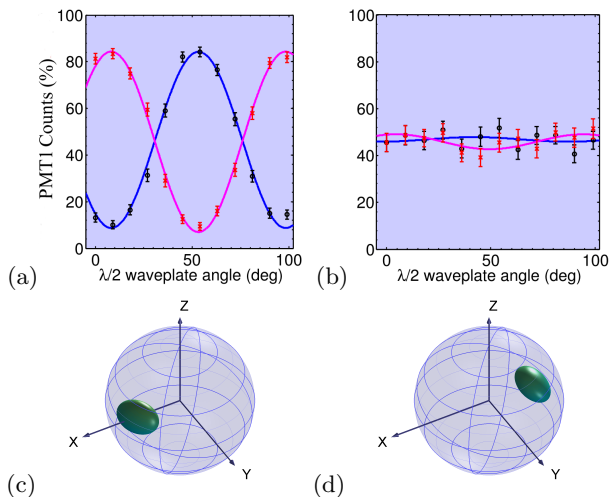 100
80
60
40
20
0
0
50
100
PMT1 Counts (%)
λ/2 waveplate angle (deg)
(a)
100
80
60
40
20
0
0
50
100
λ/2 waveplate angle (deg)
(b)
Z
X
Y
(c)
Z
X
Y
(d)